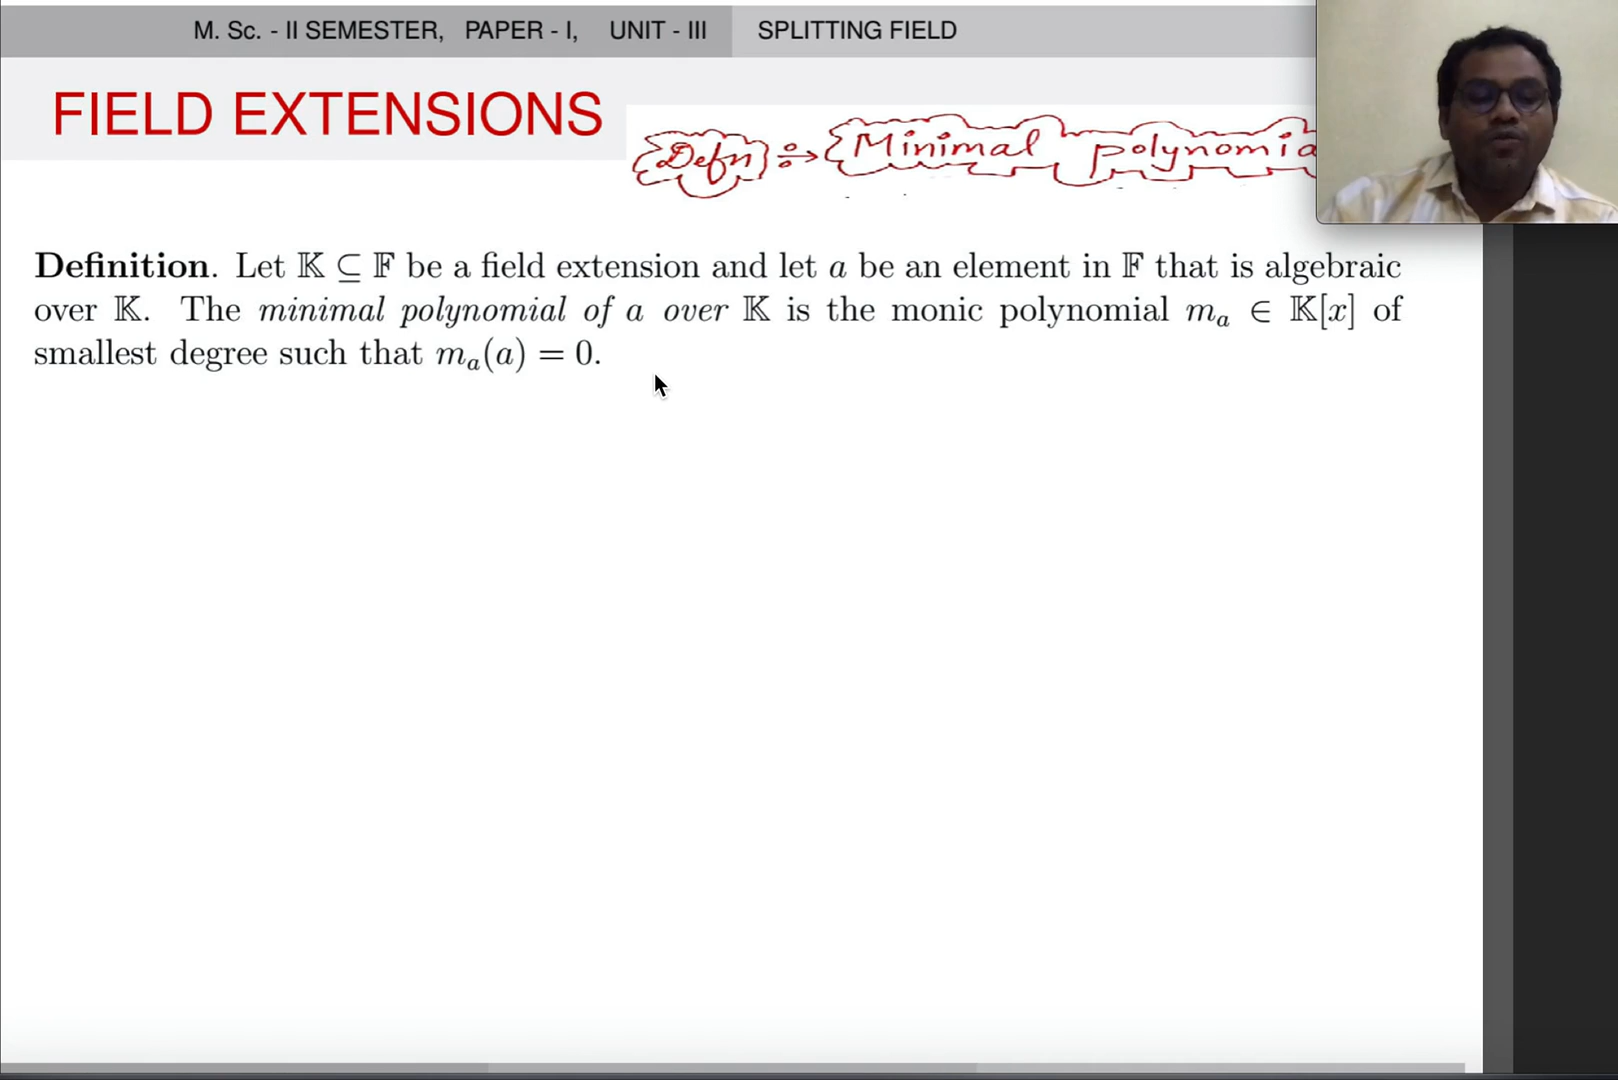 M. Sc. - II SEMESTER, PAPER - I, UNIT - III SPLITTING FIELD
FIELD EXTENSIONS
Defn ÷→ Minimal polynomia
Definition. Let 𝕂 ⊆ 𝔽 be a field extension and let a be an element in 𝔽 that is algebraic
over 𝕂. The minimal polynomial of a over 𝕂 is the monic polynomial mₐ ∈ 𝕂[x] of
smallest degree such that mₐ(a) = 0.